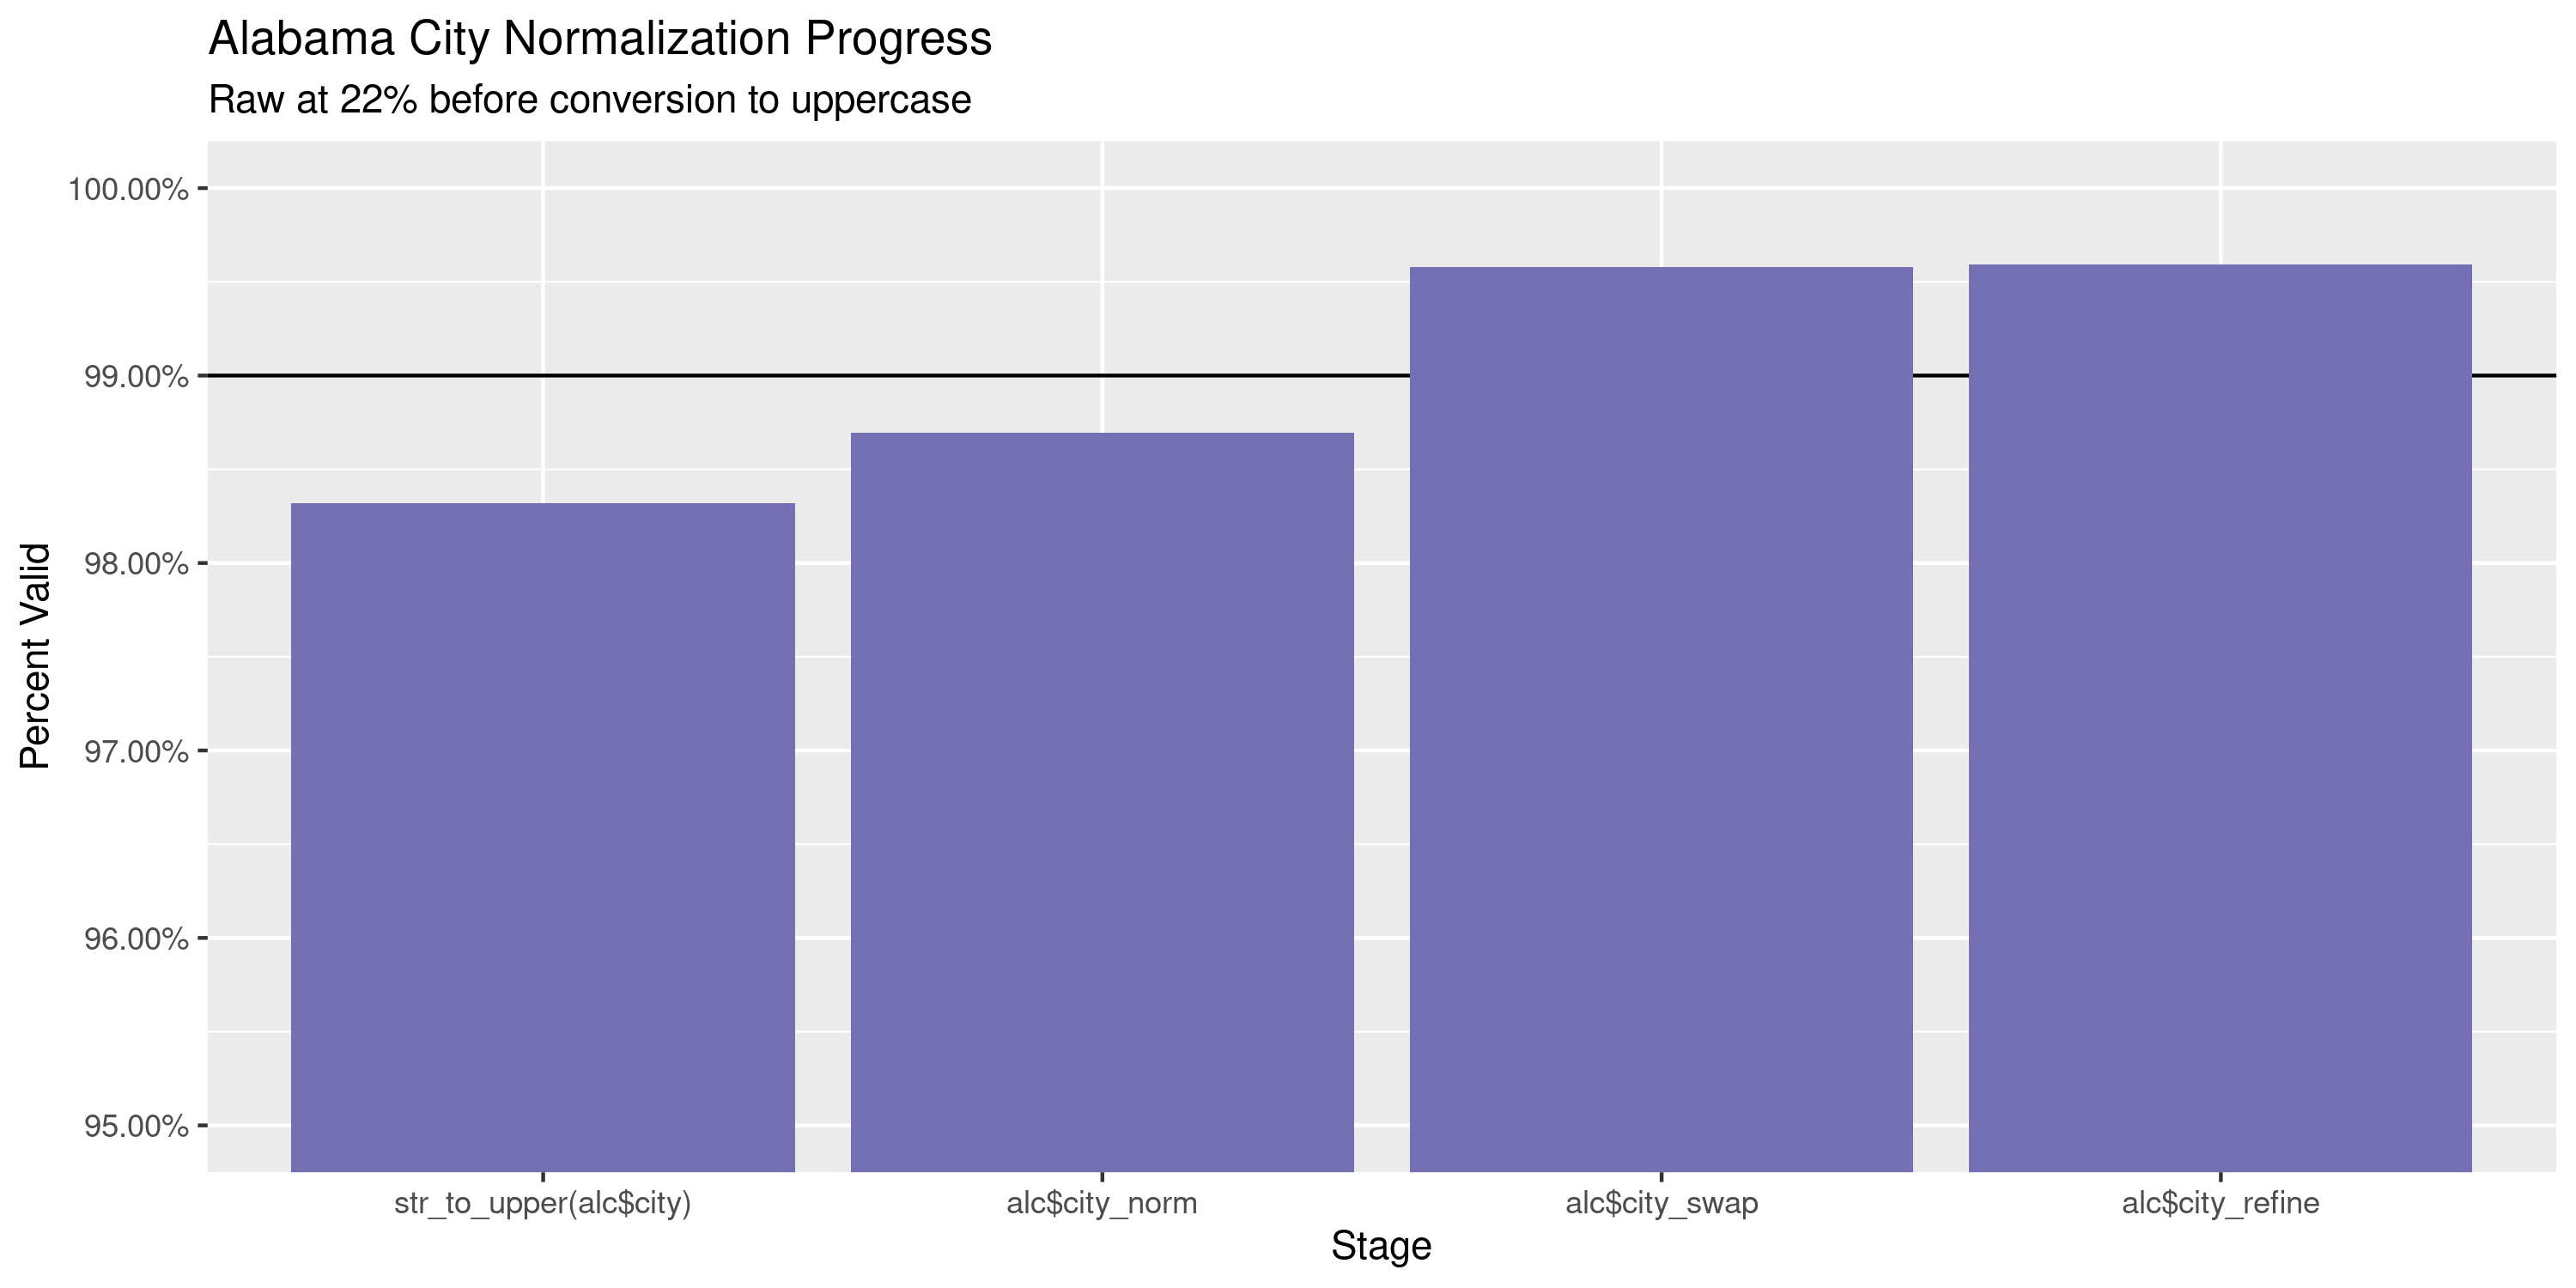 Alabama City Normalization Progress
Raw at 22% before conversion to uppercase
100.00%
99.00%
98.00%
97.00%
96.00%
95.00%
Percent Valid
str_to_upper(alc$city)
alc$city_norm
alc$city_swap
alc$city_refine
Stage